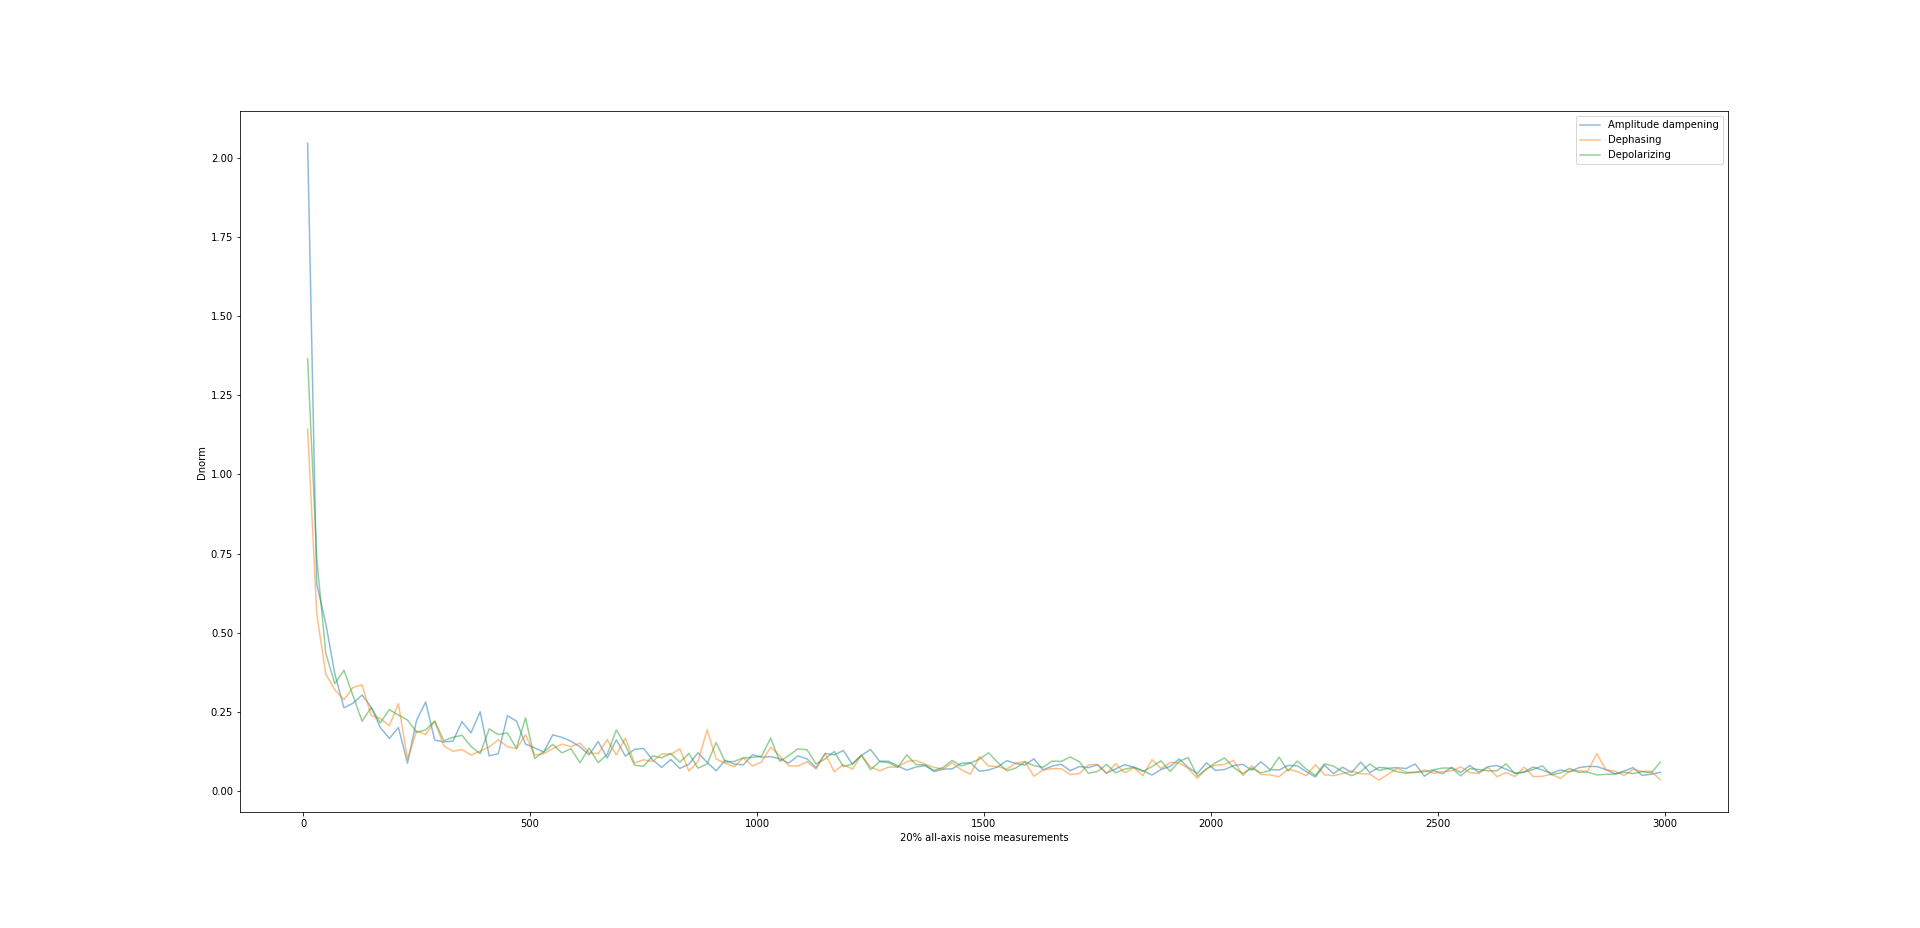 Amplitude dampening
Dephasing
Depolarizing
2.00
1.75
1.50
1.25
1.00
0.75
0.50
0.25
0.00
Dnorm
0 500 1000 1500 2000 2500 3000
20% all-axis noise measurements